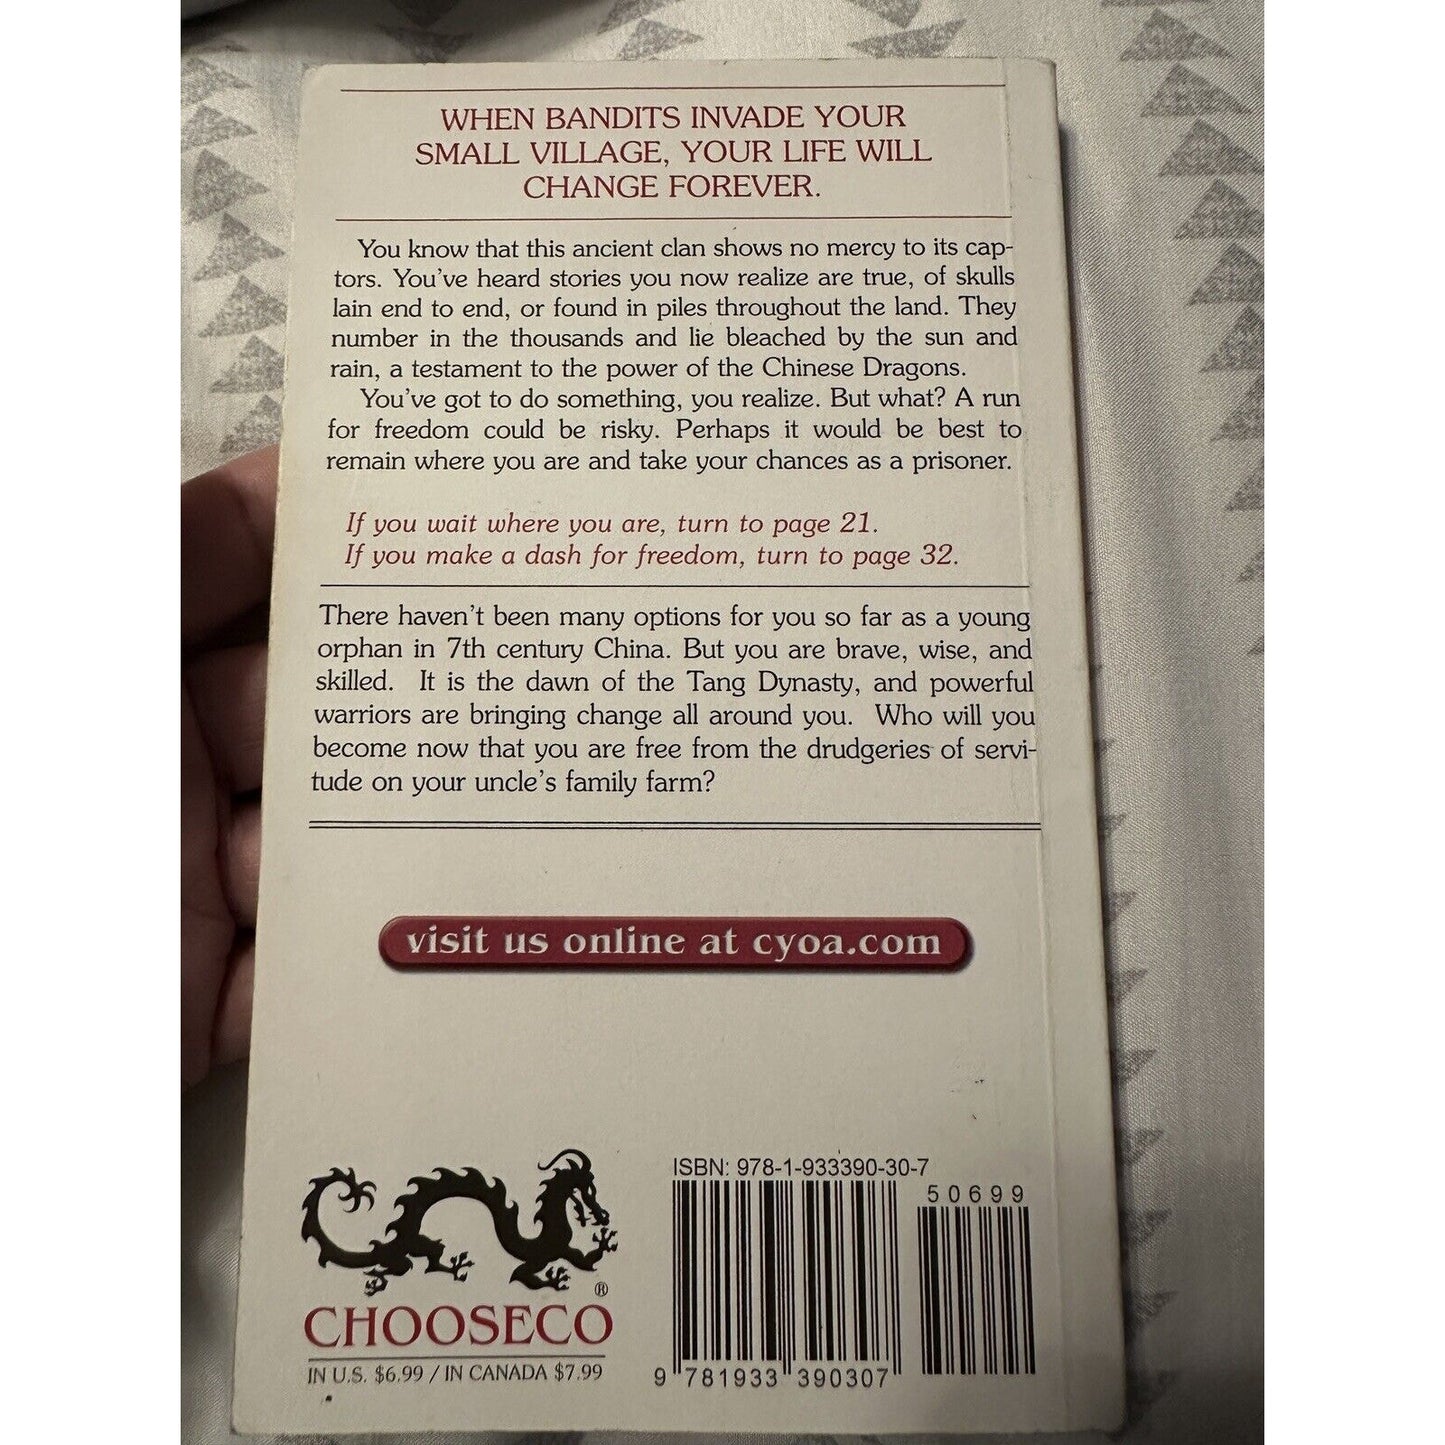 WHEN BANDITS INVADE YOUR
SMALL VILLAGE, YOUR LIFE WILL
CHANGE FOREVER.
You know that this ancient clan shows no mercy to its cap-
tors. You've heard stories you now realize are true, of skulls
lain end to end, or found in piles throughout the land. They
number in the thousands and lie bleached by the sun and
rain, a testament to the power of the Chinese Dragons.
You've got to do something, you realize. But what? A run
for freedom could be risky. Perhaps it would be best to
remain where you are and take your chances as a prisoner.
If you wait where you are, turn to page 21.
If you make a dash for freedom, turn to page 32.
There haven't been many options for you so far as a young
orphan in 7th century China. But you are brave, wise, and
skilled. It is the dawn of the Tang Dynasty, and powerful
warriors are bringing change all around you. Who will you
become now that you are free from the drudgeries of servi-
tude on your uncle's family farm?
visit us online at cyoa.com
®
CHOOSECO
IN U.S. $6.99 / IN CANADA $7.99
ISBN: 978-1-933390-30-7
50699
9 781933 390307